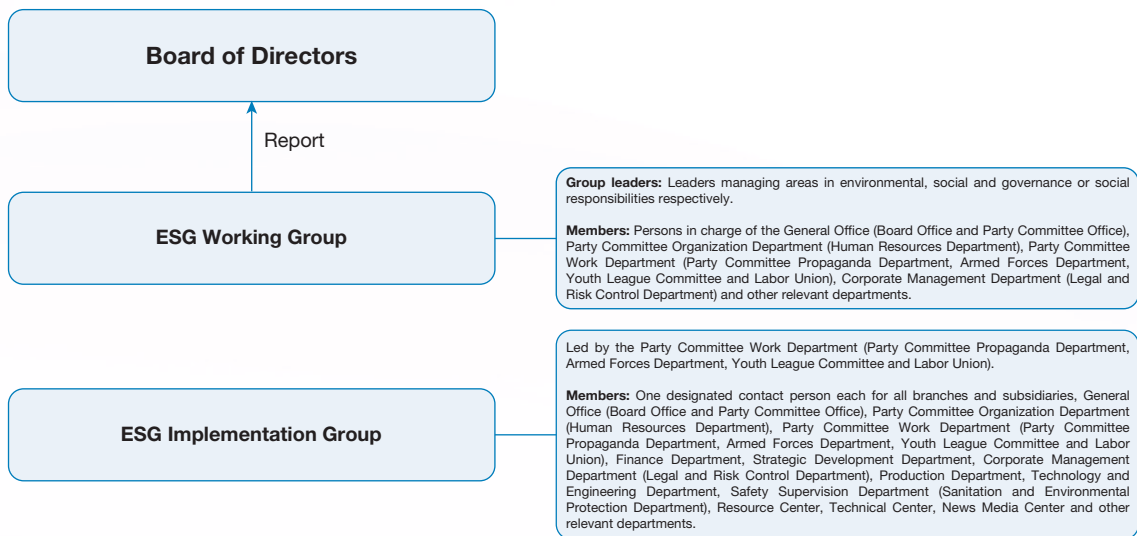 Board of Directors
Report
ESG Working Group
Group leaders: Leaders managing areas in environmental, social and governance or social
responsibilities respectively.
Members: Persons in charge of the General Office (Board Office and Party Committee Office),
Party Committee Organization Department (Human Resources Department), Party Committee
Work Department (Party Committee Propaganda Department, Armed Forces Department,
Youth League Committee and Labor Union), Corporate Management Department (Legal and
Risk Control Department) and other relevant departments.
ESG Implementation Group
Led by the Party Committee Work Department (Party Committee Propaganda Department,
Armed Forces Department, Youth League Committee and Labor Union).
Members: One designated contact person each for all branches and subsidiaries, General
Office (Board Office and Party Committee Office), Party Committee Organization Department
(Human Resources Department), Party Committee Work Department (Party Committee
Propaganda Department, Armed Forces Department, Youth League Committee and Labor
Union), Finance Department, Strategic Development Department, Corporate Management
Department (Legal and Risk Control Department), Production Department, Technology and
Engineering Department, Safety Supervision Department (Sanitation and Environmental
Protection Department), Resource Center, Technical Center, News Media Center and other
relevant departments.